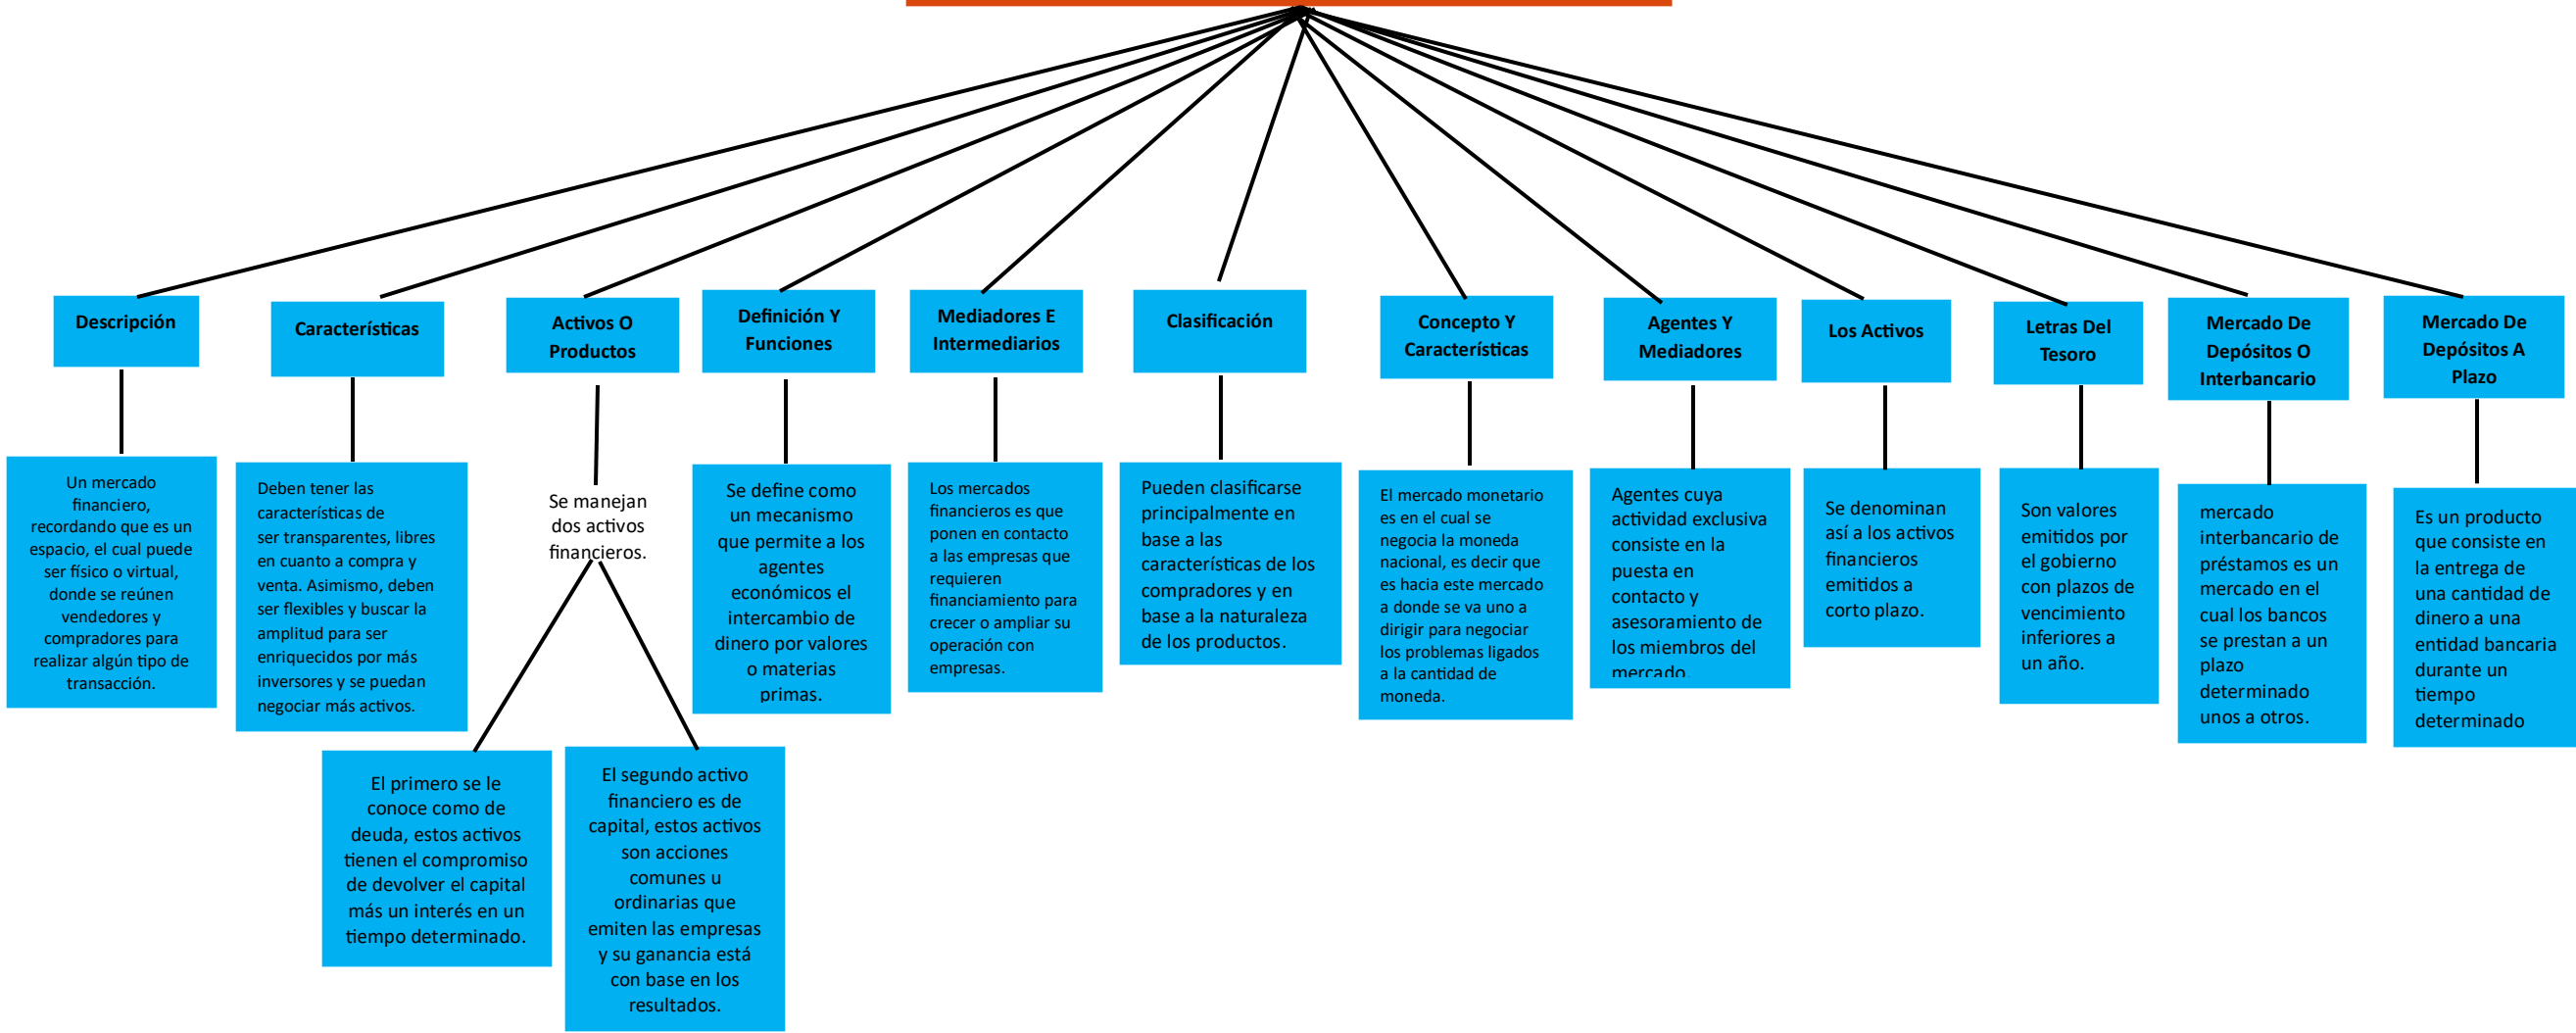 Descripción
Características
Activos O
Productos
Definición Y
Funciones
Mediadores E
Intermediarios
Clasificación
Concepto Y
Características
Agentes Y
Mediadores
Los Activos
Letras Del
Tesoro
Mercado De
Depósitos O
Interbancario
Mercado De
Depósitos A
Plazo
Un mercado
financiero,
recordando que es un
espacio, el cual puede
ser físico o virtual,
donde se reúnen
vendedores y
compradores para
realizar algún tipo de
transacción.
Deben tener las
características de
ser transparentes, libres
en cuanto a compra y
venta. Asimismo, deben
ser flexibles y buscar la
amplitud para ser
enriquecidos por más
inversores y se puedan
negociar más activos.
Se manejan
dos activos
financieros.
El primero se le
conoce como de
deuda, estos activos
tienen el compromiso
de devolver el capital
más un interés en un
tiempo determinado.
El segundo activo
financiero es de
capital, estos activos
son acciones
comunes u
ordinarias que
emiten las empresas
y su ganancia está
con base en los
resultados.
Se define como
un mecanismo
que permite a los
agentes
económicos el
intercambio de
dinero por valores
o materias
primas.
Los mercados
financieros es que
ponen en contacto
a las empresas que
requieren
financiamiento para
crecer o ampliar su
operación con
empresas.
Pueden clasificarse
principalmente en
base a las
características de los
compradores y en
base a la naturaleza
de los productos.
El mercado monetario
es en el cual se
negocia la moneda
nacional, es decir que
es hacia este mercado
a donde se va uno a
dirigir para negociar
los problemas ligados
a la cantidad de
moneda.
Agentes cuya
actividad exclusiva
consiste en la
puesta en
contacto y
asesoramiento de
los miembros del
mercado.
Se denominan
así a los activos
financieros
emitidos a
corto plazo.
Son valores
emitidos por
el gobierno
con plazos de
vencimiento
inferiores a
un año.
mercado
interbancario de
préstamos es un
mercado en el
cual los bancos
se prestan a un
plazo
determinado
unos a otros.
Es un producto
que consiste en
la entrega de
una cantidad de
dinero a una
entidad bancaria
durante un
tiempo
determinado